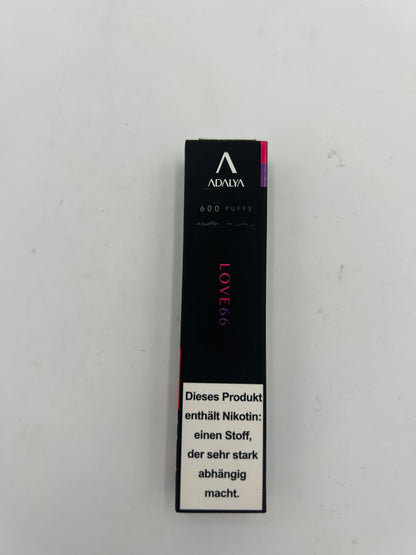 ADALYA
600 PUFFS
LOVE66
Dieses Produkt
enthält Nikotin:
einen Stoff,
der sehr stark
abhängig
macht.